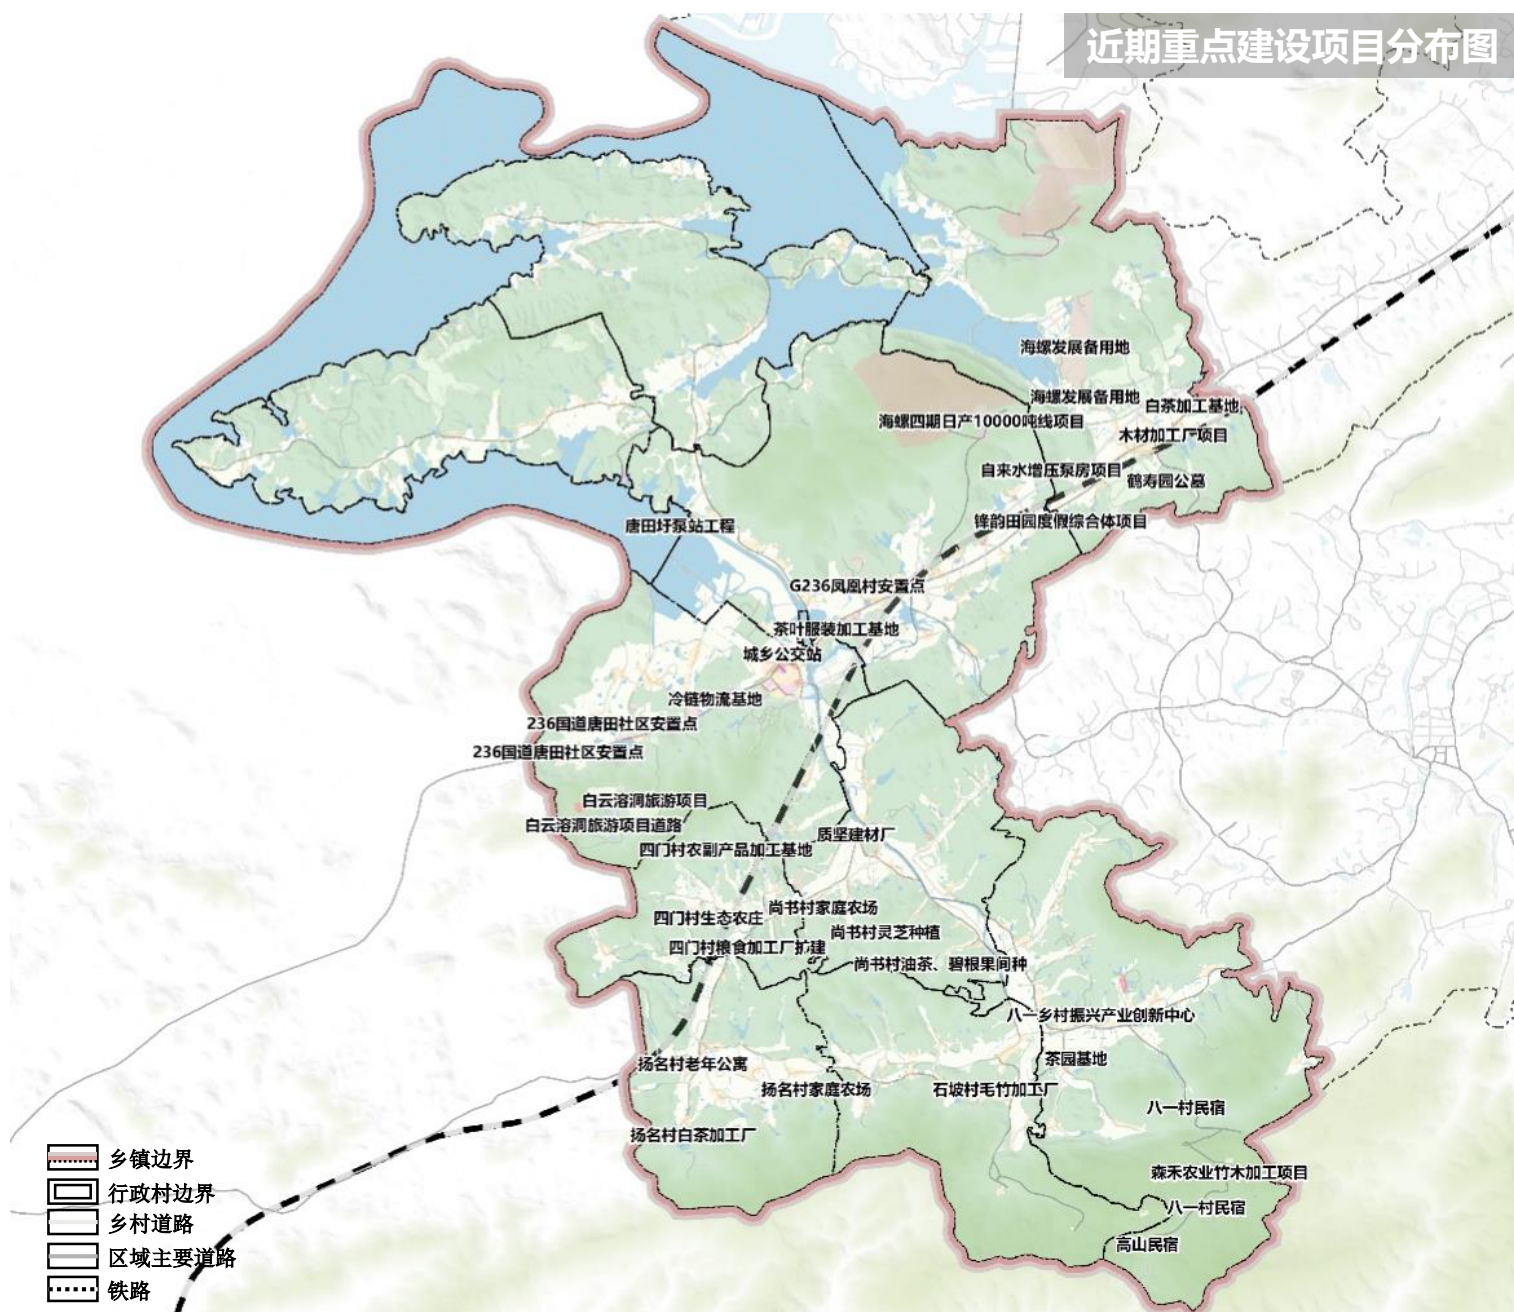 近期重点建设项目分布图
海螺发展备用地
海螺发展备用地
白茶加工基地
海螺四期日产10000吨线项目
木材加工厂项目
自来水增压泵房项目
鹤寿园公墓
锋韵田园度假综合体项目
唐田圩泵站工程
G236凤凰村安置点
茶叶服装加工基地
城乡公交站
冷链物流基地
236国道唐田社区安置点
236国道唐田社区安置点
白云溶洞旅游项目
白云溶洞旅游项目道路
质坚建材厂
四门村农副产品加工基地
尚书村家庭农场
四门村生态农庄
尚书村灵芝种植
四门村粮食加工厂扩建
尚书村油茶、碧根果间种
八一乡村振兴产业创新中心
茶园基地
扬名村老年公寓
扬名村家庭农场
石坡村毛竹加工厂
八一村民宿
扬名村白茶加工厂
森禾农业竹木加工项目
八一村民宿
高山民宿
乡镇边界
行政村边界
乡村道路
区域主要道路
铁路